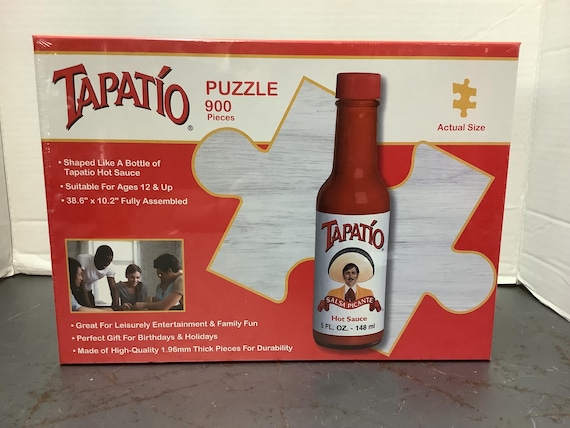 TAPATÍO®
PUZZLE
900
Pieces
Actual Size
• Shaped Like A Bottle of
Tapatio Hot Sauce
• Suitable For Ages 12 & Up
• 38.6" x 10.2" Fully Assembled
TAPATÍO
SALSA PICANTE
Hot Sauce
5 FL. OZ. - 148 ml
• Great For Leisurely Entertainment & Family Fun
• Perfect Gift For Birthdays & Holidays
• Made of High-Quality 1.96mm Thick Pieces For Durability